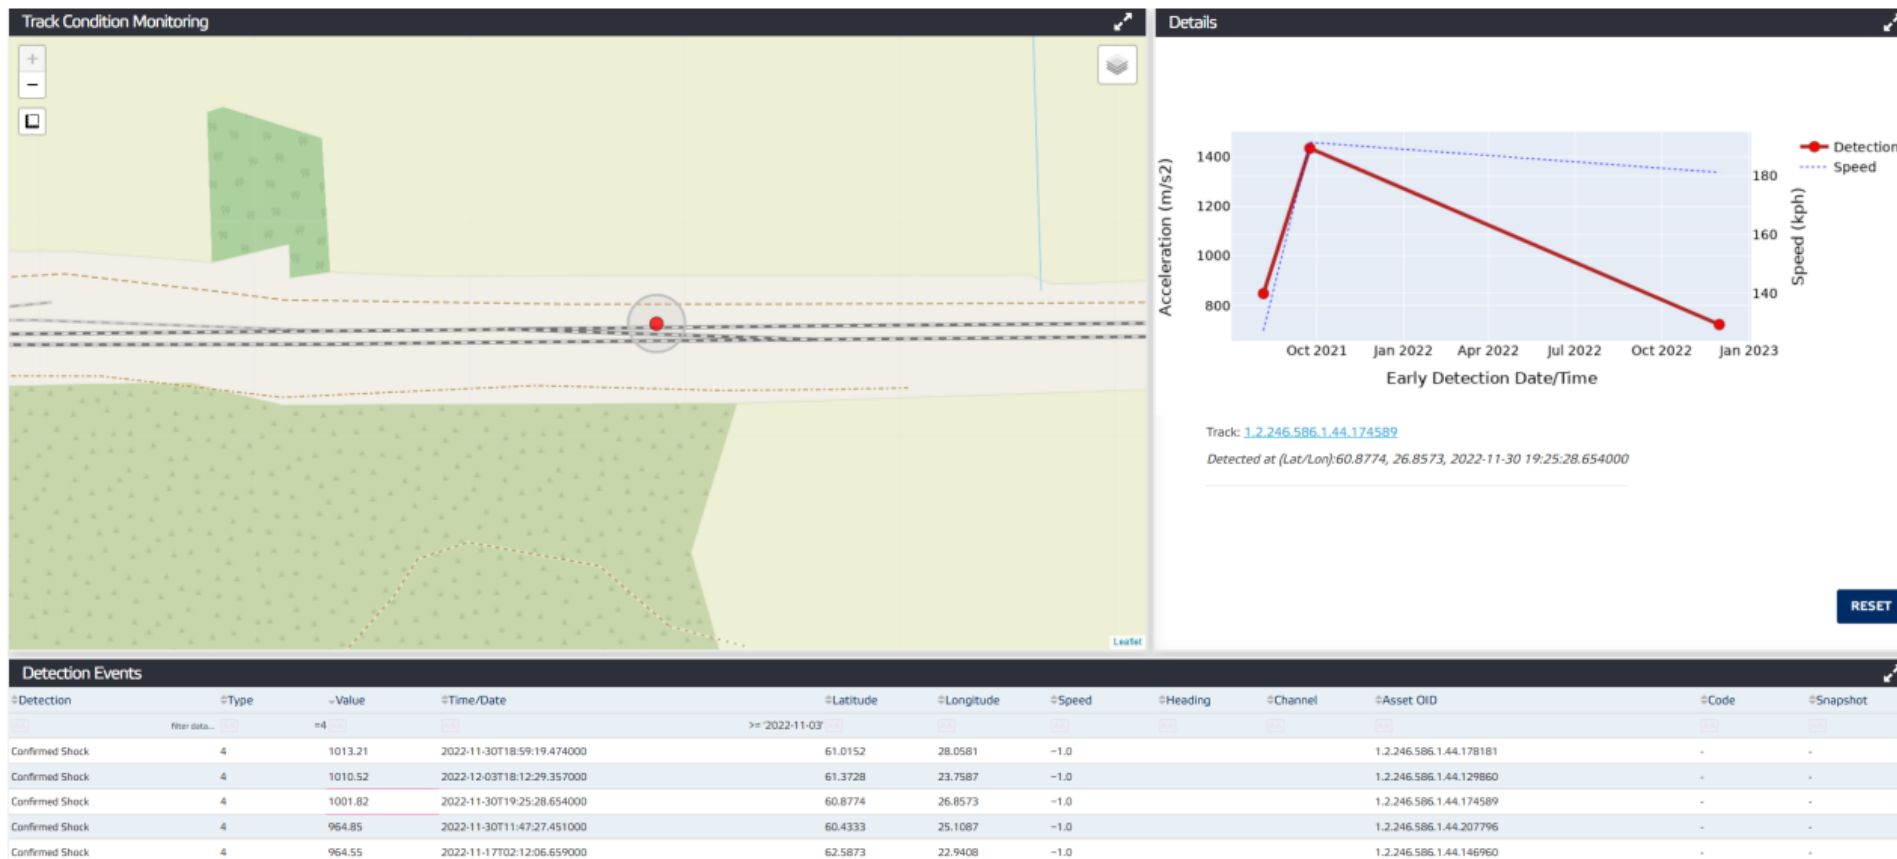 Track Condition Monitoring
Details
+
−
1400
1200
1000
800
Acceleration (m/s2)
180
160
140
Speed (kph)
Detection
Speed
Oct 2021 Jan 2022 Apr 2022 Jul 2022 Oct 2022 Jan 2023
Early Detection Date/Time
Track: 1.2.246.586.1.44.174589
Detected at (Lat/Lon):60.8774, 26.8573, 2022-11-30 19:25:28.654000
RESET
Leaflet
Detection Events
Detection Type Value Time/Date Latitude Longitude Speed Heading Channel Asset OID Code Snapshot
filter data... =4 >= '2022-11-03'
Confirmed Shock 4 1013.21 2022-11-30T18:59:19.474000 61.0152 28.0581 −1.0 1.2.246.586.1.44.178181 - -
Confirmed Shock 4 1010.52 2022-12-03T18:12:29.357000 61.3728 23.7587 −1.0 1.2.246.586.1.44.129860 - -
Confirmed Shock 4 1001.82 2022-11-30T19:25:28.654000 60.8774 26.8573 −1.0 1.2.246.586.1.44.174589 - -
Confirmed Shock 4 964.85 2022-11-30T11:47:27.451000 60.4333 25.1087 −1.0 1.2.246.586.1.44.207796 - -
Confirmed Shock 4 964.55 2022-11-17T02:12:06.659000 62.5873 22.9408 −1.0 1.2.246.586.1.44.146960 - -